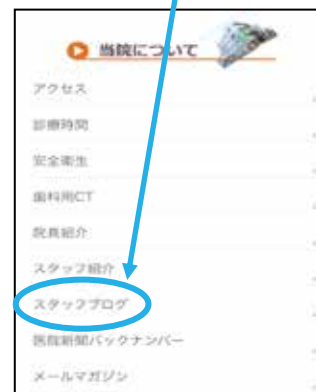 当院について
アクセス
診療時間
安全衛生
歯科用CT
院長紹介
スタッフ紹介
スタッフブログ
医院新聞バックナンバー
メールマガジン